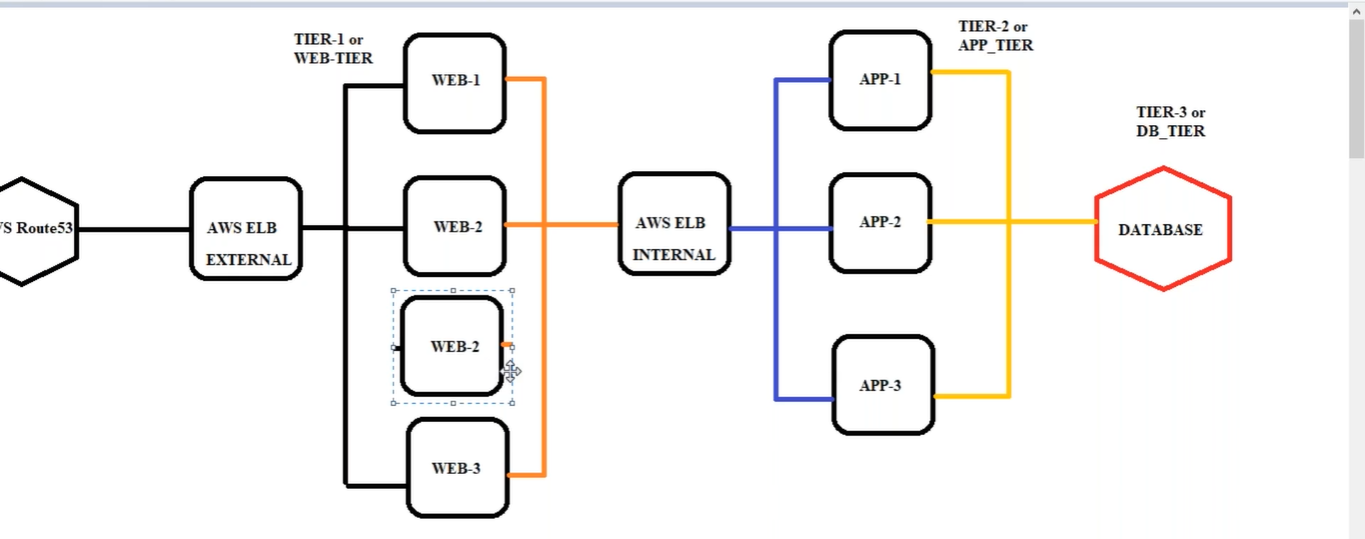 TIER-1 or
WEB-TIER
WEB-1
APP-1
TIER-2 or
APP_TIER
TIER-3 or
DB_TIER
S Route53
AWS ELB
EXTERNAL
WEB-2
AWS ELB
INTERNAL
APP-2
DATABASE
WEB-2
APP-3
WEB-3